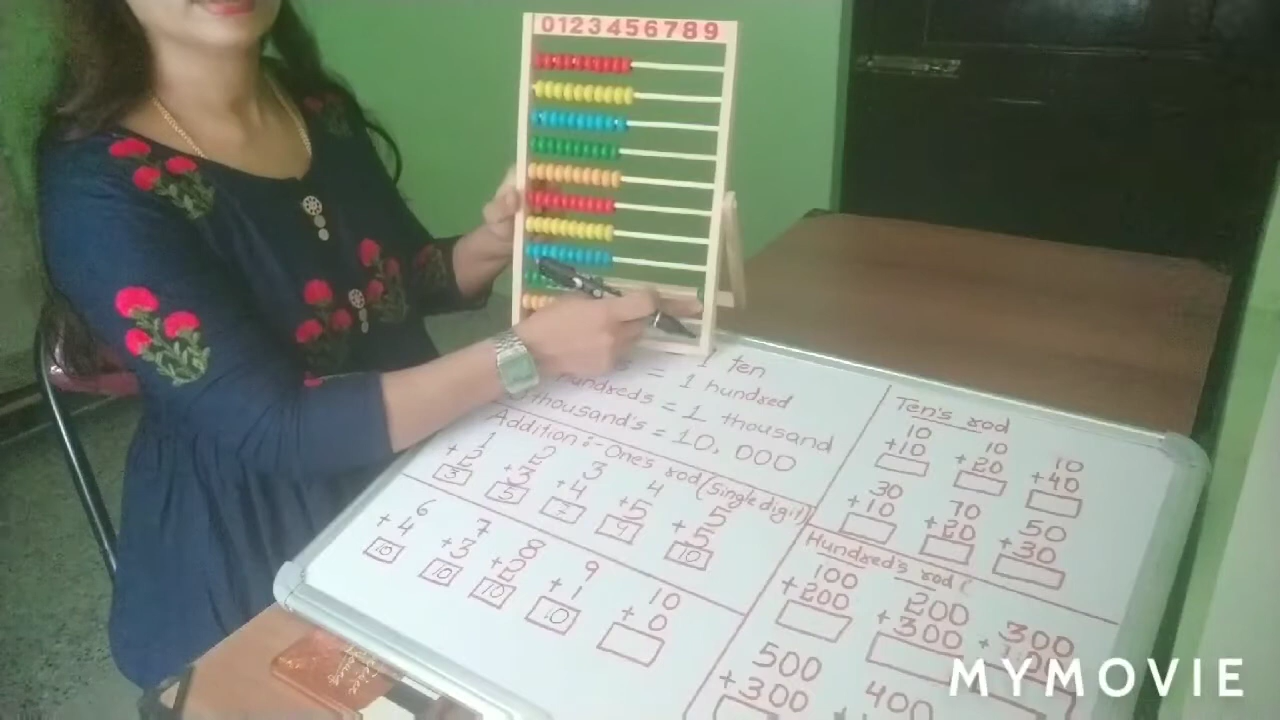 0123456789
1 ten
= 1 hundred
hundreds = 1 thousand
thousand's = 10,000
Addition :- One's rod (Single digit)
1 2 3 4 5
+2 +3 +4 +5 +5
3 5 7 9 10
6 7 8 9 10
+4 +3 +2 +1 +0
10 10 10 10
Ten's rod
10 10 10
+10 +20 +40
30 70 50
+10 +20 +30
Hundred's rod
100 200 300
+200 +300
500 400
+300
MYMOVIE